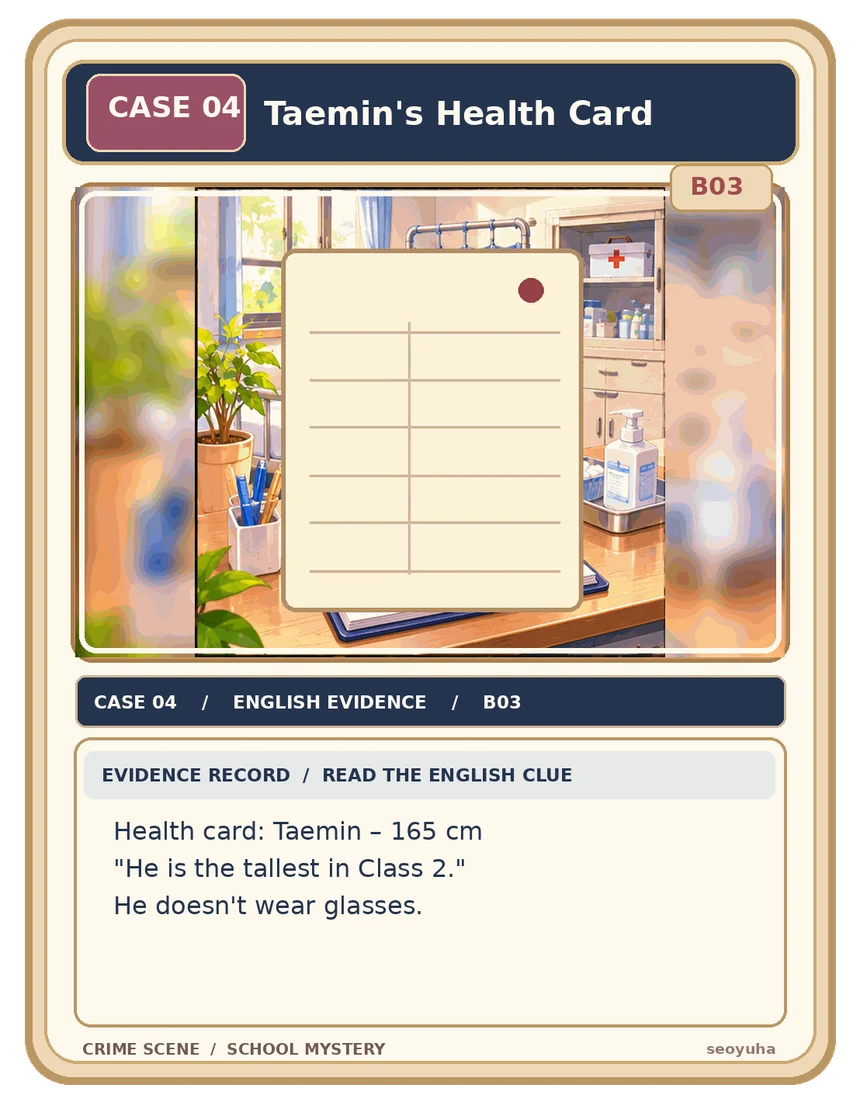 CASE 04 Taemin's Health Card
B03
CASE 04 / ENGLISH EVIDENCE / B03
EVIDENCE RECORD / READ THE ENGLISH CLUE
Health card: Taemin – 165 cm
"He is the tallest in Class 2."
He doesn't wear glasses.
CRIME SCENE / SCHOOL MYSTERY seoyuha